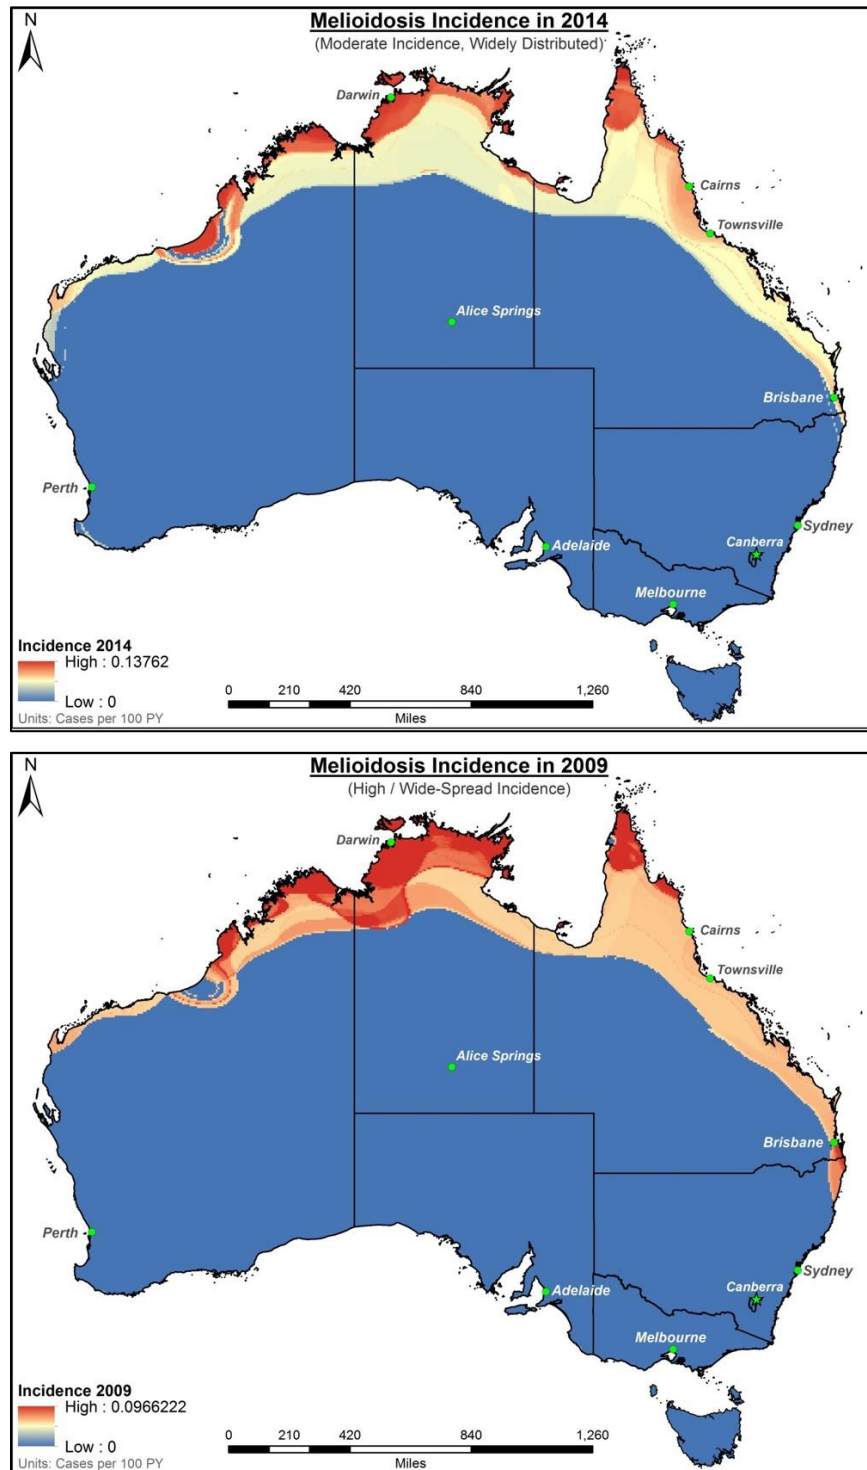 N
Melioidosis Incidence in 2014
(Moderate Incidence, Widely Distributed)
Darwin
Cairns
Townsville
Alice Springs
Brisbane
Perth
Sydney
Adelaide
Canberra
Melbourne
Incidence 2014
High : 0.13762
Low : 0
Units: Cases per 100 PY
0 210 420 840 1,260
Miles
N
Melioidosis Incidence in 2009
(High / Wide-Spread Incidence)
Darwin
Cairns
Townsville
Alice Springs
Brisbane
Perth
Sydney
Adelaide
Canberra
Melbourne
Incidence 2009
High : 0.0966222
Low : 0
Units: Cases per 100 PY
0 210 420 840 1,260
Miles